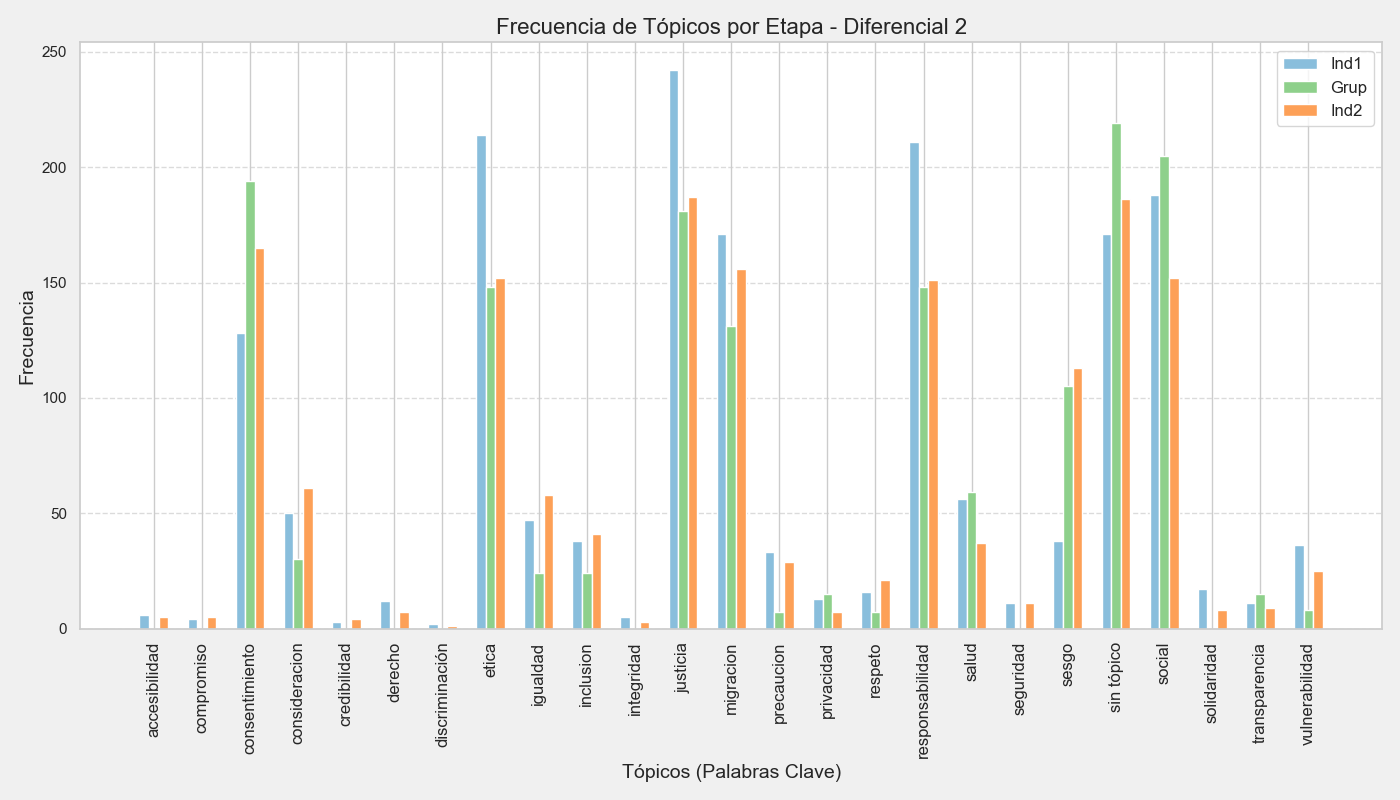 Frecuencia de Tópicos por Etapa - Diferencial 2
Ind1
Grup
Ind2
Frecuencia
250
200
150
100
50
0
accesibilidad
compromiso
consentimiento
consideracion
credibilidad
derecho
discriminación
etica
igualdad
inclusion
integridad
justicia
migracion
precaucion
privacidad
respeto
responsabilidad
salud
seguridad
sesgo
sin tópico
social
solidaridad
transparencia
vulnerabilidad
Tópicos (Palabras Clave)